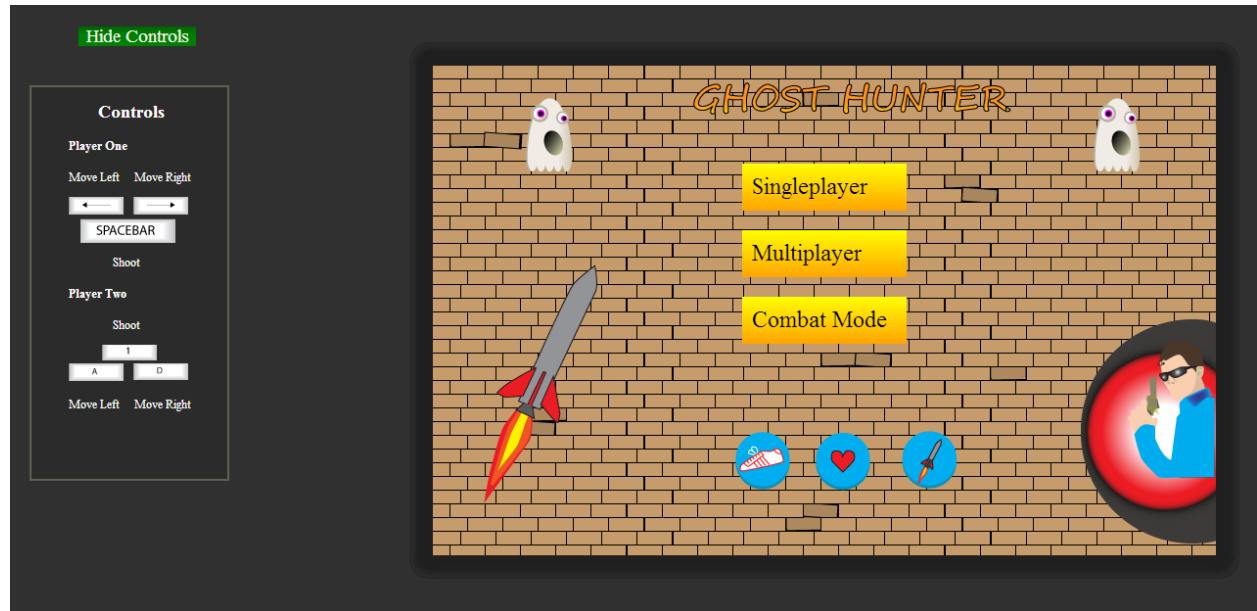 Hide Controls
Controls
Player One
Move Left Move Right
SPACEBAR
Shoot
Player Two
Shoot
1
A D
Move Left Move Right
GHOST HUNTER
Singleplayer
Multiplayer
Combat Mode